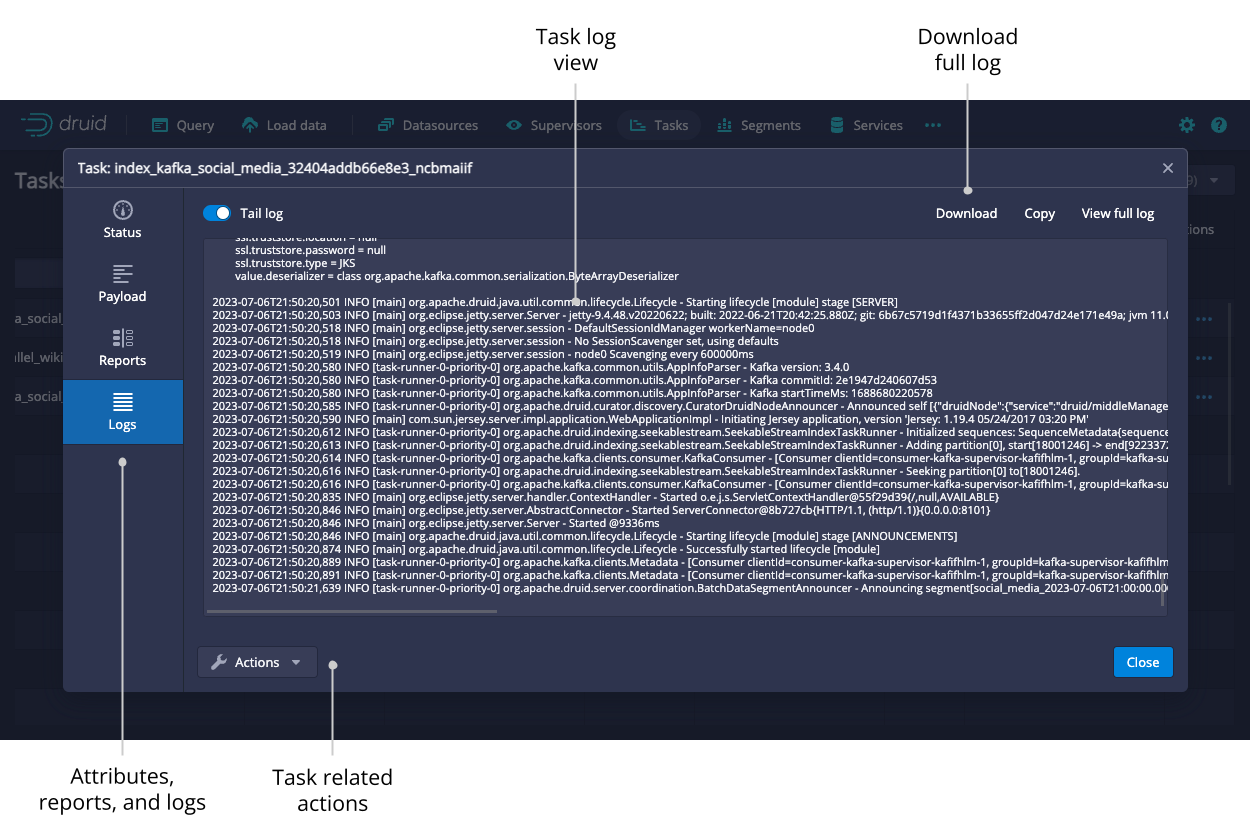 Task log
view
Download
full log
druid
Query
Load data
Datasources
Supervisors
Tasks
Segments
Services
Tasks
Task: index_kafka_social_media_32404addb66e8e3_ncbmaiif
Status
Payload
Reports
Logs
Tail log
Download
Copy
View full log
ssl.truststore.location = null
ssl.truststore.password = null
ssl.truststore.type = JKS
value.deserializer = class org.apache.kafka.common.serialization.ByteArrayDeserializer
2023-07-06T21:50:20,501 INFO [main] org.apache.druid.java.util.common.lifecycle.Lifecycle - Starting lifecycle [module] stage [SERVER]
2023-07-06T21:50:20,503 INFO [main] org.eclipse.jetty.server.Server - jetty-9.4.48.v20220622; built: 2022-06-21T20:42:25.880Z; git: 6b67c5719d1f4371b33655ff2d047d24e171e49a; jvm 11.0
2023-07-06T21:50:20,518 INFO [main] org.eclipse.jetty.server.session - DefaultSessionIdManager workerName=node0
2023-07-06T21:50:20,518 INFO [main] org.eclipse.jetty.server.session - No SessionScavenger set, using defaults
2023-07-06T21:50:20,519 INFO [main] org.eclipse.jetty.server.session - node0 Scavenging every 600000ms
2023-07-06T21:50:20,580 INFO [task-runner-0-priority-0] org.apache.kafka.common.utils.AppInfoParser - Kafka version: 3.4.0
2023-07-06T21:50:20,580 INFO [task-runner-0-priority-0] org.apache.kafka.common.utils.AppInfoParser - Kafka commitId: 2e1947d240607d53
2023-07-06T21:50:20,580 INFO [task-runner-0-priority-0] org.apache.kafka.common.utils.AppInfoParser - Kafka startTimeMs: 1688680220578
2023-07-06T21:50:20,585 INFO [task-runner-0-priority-0] org.apache.druid.curator.discovery.CuratorDruidNodeAnnouncer - Announced self [{"druidNode":{"service":"druid/middleManage
2023-07-06T21:50:20,590 INFO [main] com.sun.jersey.server.impl.application.WebApplicationImpl - Initiating Jersey application, version 'Jersey: 1.19.4 05/24/2017 03:20 PM'
2023-07-06T21:50:20,612 INFO [task-runner-0-priority-0] org.apache.druid.indexing.seekablestream.SeekableStreamIndexTaskRunner - Initialized sequences: SequenceMetadata{sequence
2023-07-06T21:50:20,613 INFO [task-runner-0-priority-0] org.apache.druid.indexing.seekablestream.SeekableStreamIndexTaskRunner - Adding partition[0], start[18001246] -> end[9223372
2023-07-06T21:50:20,614 INFO [task-runner-0-priority-0] org.apache.kafka.clients.consumer.KafkaConsumer - [Consumer clientId=consumer-kafka-supervisor-kafifhlm-1, groupId=kafka-su
2023-07-06T21:50:20,616 INFO [task-runner-0-priority-0] org.apache.druid.indexing.seekablestream.SeekableStreamIndexTaskRunner - Seeking partition[0] to[18001246].
2023-07-06T21:50:20,616 INFO [task-runner-0-priority-0] org.apache.kafka.clients.consumer.KafkaConsumer - [Consumer clientId=consumer-kafka-supervisor-kafifhlm-1, groupId=kafka-su
2023-07-06T21:50:20,835 INFO [main] org.eclipse.jetty.server.handler.ContextHandler - Started o.e.j.s.ServletContextHandler@55f29d39{/,null,AVAILABLE}
2023-07-06T21:50:20,846 INFO [main] org.eclipse.jetty.server.AbstractConnector - Started ServerConnector@8b727cb{HTTP/1.1, (http/1.1)}{0.0.0.0:8101}
2023-07-06T21:50:20,846 INFO [main] org.eclipse.jetty.server.Server - Started @9336ms
2023-07-06T21:50:20,846 INFO [main] org.apache.druid.java.util.common.lifecycle.Lifecycle - Starting lifecycle [module] stage [ANNOUNCEMENTS]
2023-07-06T21:50:20,874 INFO [main] org.apache.druid.java.util.common.lifecycle.Lifecycle - Successfully started lifecycle [module]
2023-07-06T21:50:20,889 INFO [task-runner-0-priority-0] org.apache.kafka.clients.Metadata - [Consumer clientId=consumer-kafka-supervisor-kafifhlm-1, groupId=kafka-supervisor-kafifhlm
2023-07-06T21:50:20,891 INFO [task-runner-0-priority-0] org.apache.kafka.clients.Metadata - [Consumer clientId=consumer-kafka-supervisor-kafifhlm-1, groupId=kafka-supervisor-kafifhlm
2023-07-06T21:50:21,639 INFO [task-runner-0-priority-0] org.apache.druid.server.coordination.BatchDataSegmentAnnouncer - Announcing segment[social_media_2023-07-06T21:00:00.00
9)
ions
a_social_
llel_wiki
a_social_
Actions
Close
Attributes,
reports, and logs
Task related
actions